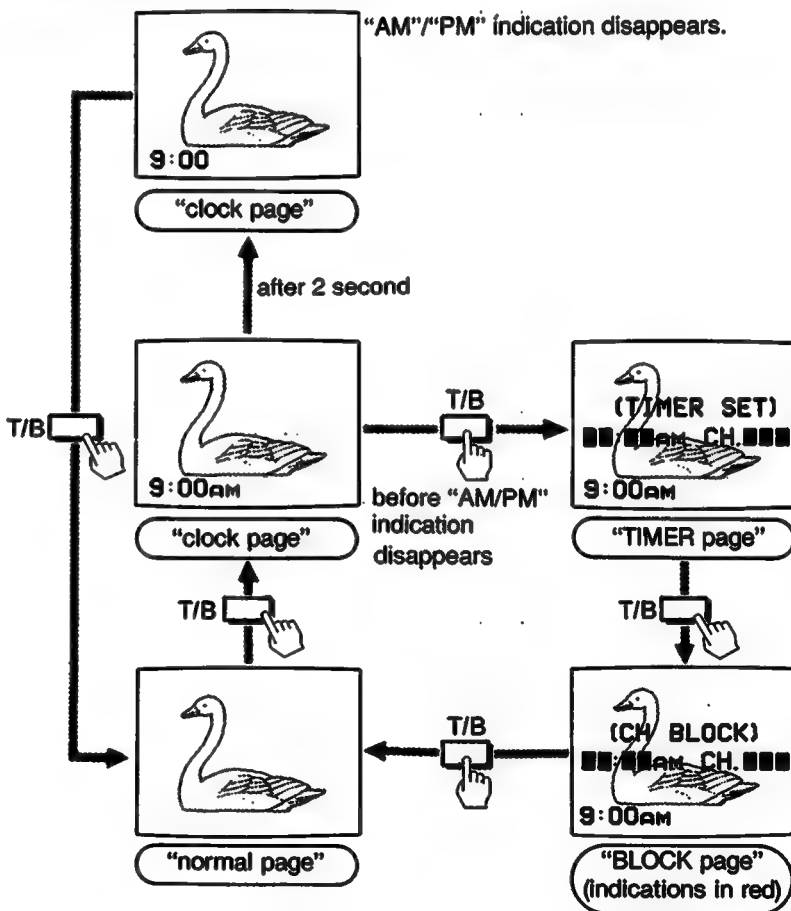 "AM"/"PM" indication disappears.
9:00
"clock page"
after 2 second
T/B
9:00AM
"clock page"
T/B
before "AM/PM"
indication
disappears
(TIMER SET)
■■:■■AM CH.■■■
9:00AM
"TIMER page"
T/B
T/B
"normal page"
T/B
(CH BLOCK)
■■:■■AM CH.■■■
9:00AM
"BLOCK page"
(indications in red)